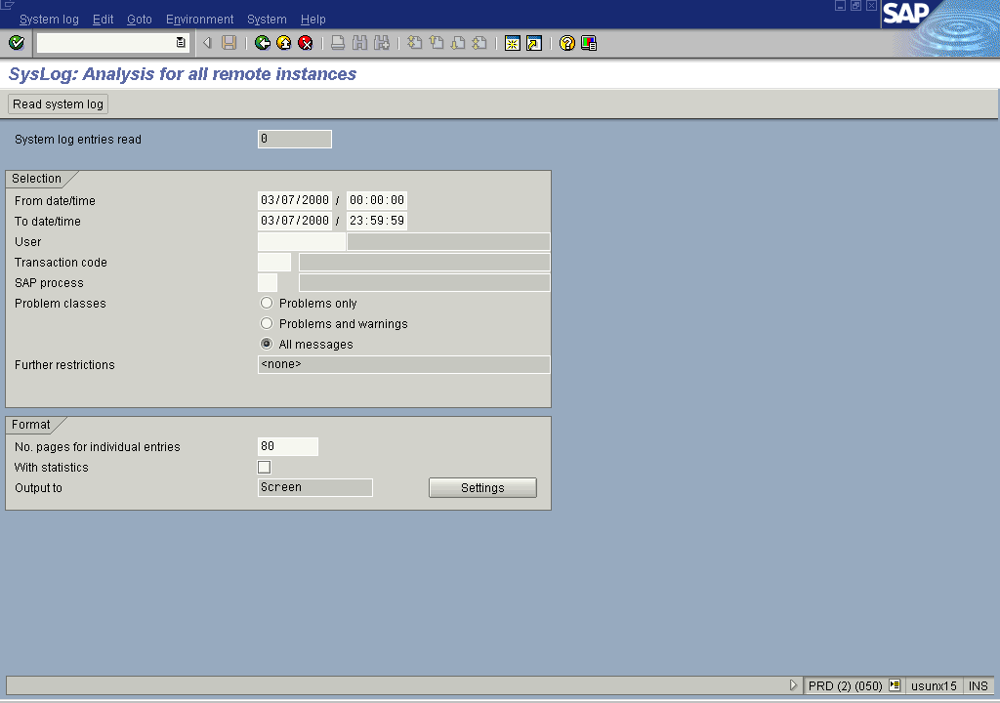 System log Edit Goto Environment System Help
SAP
SysLog: Analysis for all remote instances
Read system log
System log entries read 0
Selection
From date/time 03/07/2000 / 00:00:00
To date/time 03/07/2000 / 23:59:59
User
Transaction code
SAP process
Problem classes Problems only
Problems and warnings
All messages
Further restrictions <none>
Format
No. pages for individual entries 80
With statistics
Output to Screen Settings
PRD (2) (050) usunx15 INS